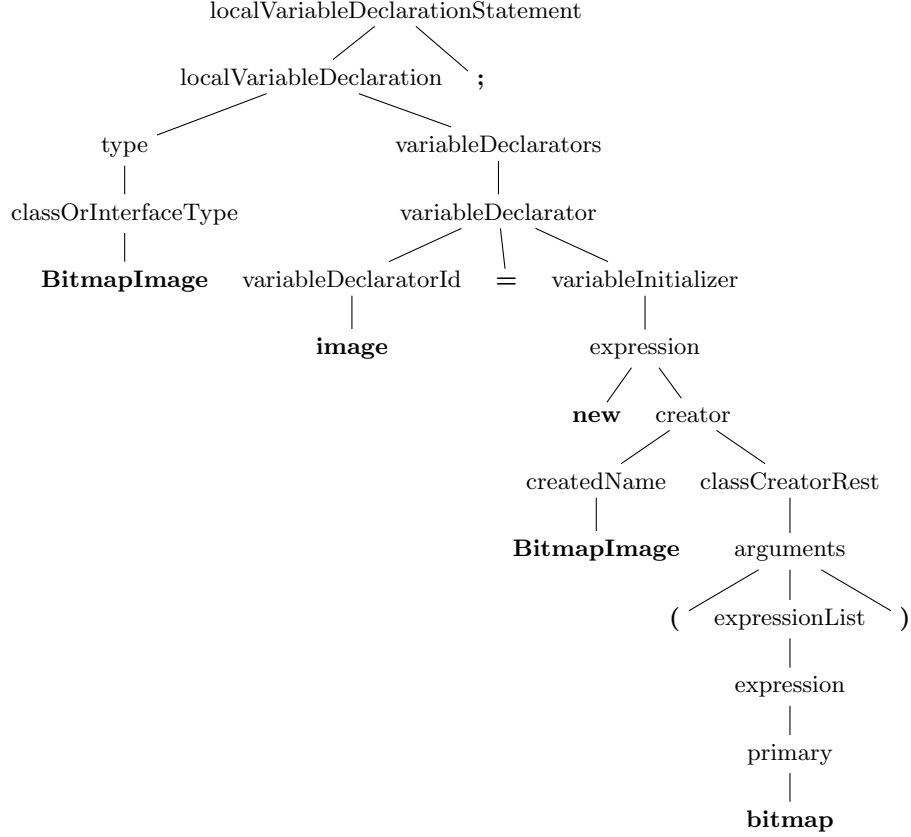 localVariableDeclarationStatement
localVariableDeclaration ;
type variableDeclarators
classOrInterfaceType variableDeclarator
BitmapImage variableDeclaratorId = variableInitializer
image expression
new creator
createdName classCreatorRest
BitmapImage arguments
( expressionList )
expression
primary
bitmap